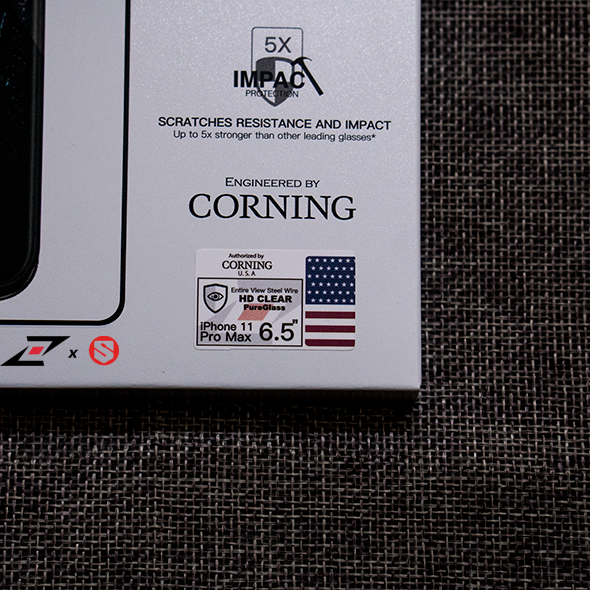 5X
IMPAC
PROTECTION
SCRATCHES RESISTANCE AND IMPACT
Up to 5x stronger than other leading glasses*
ENGINEERED BY
CORNING
Authorized by
CORNING
U.S.A
Entire View Steel Wire
HD CLEAR
PureGlass
iPhone 11
Pro Max 6.5"
x S